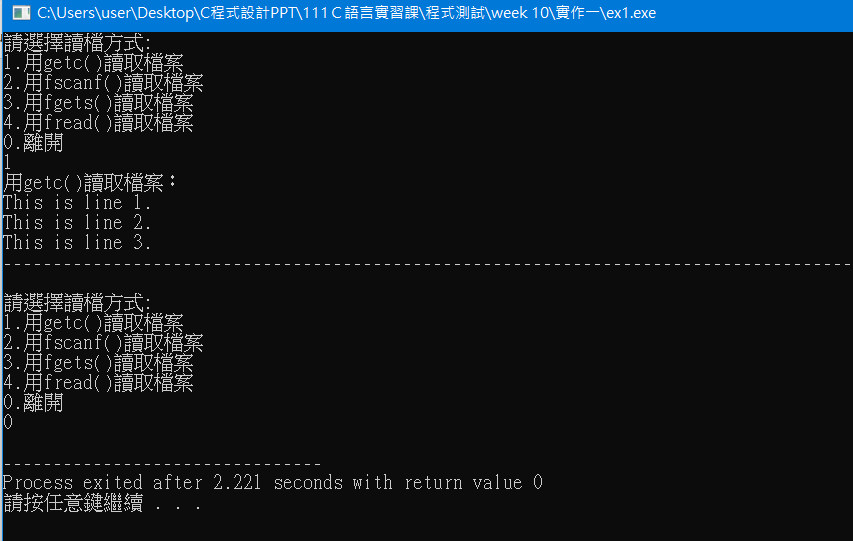 C:\Users\user\Desktop\C程式設計PPT\111 C 語言實習課\程式測試\week 10\實作一\ex1.exe
請選擇讀檔方式:
1.用getc()讀取檔案
2.用fscanf()讀取檔案
3.用fgets()讀取檔案
4.用fread()讀取檔案
0.離開
1
用getc()讀取檔案：
This is line 1.
This is line 2.
This is line 3.
-------------------------------------------------------------------------------------
請選擇讀檔方式:
1.用getc()讀取檔案
2.用fscanf()讀取檔案
3.用fgets()讀取檔案
4.用fread()讀取檔案
0.離開
0
--------------------------------
Process exited after 2.221 seconds with return value 0
請按任意鍵繼續 . . .